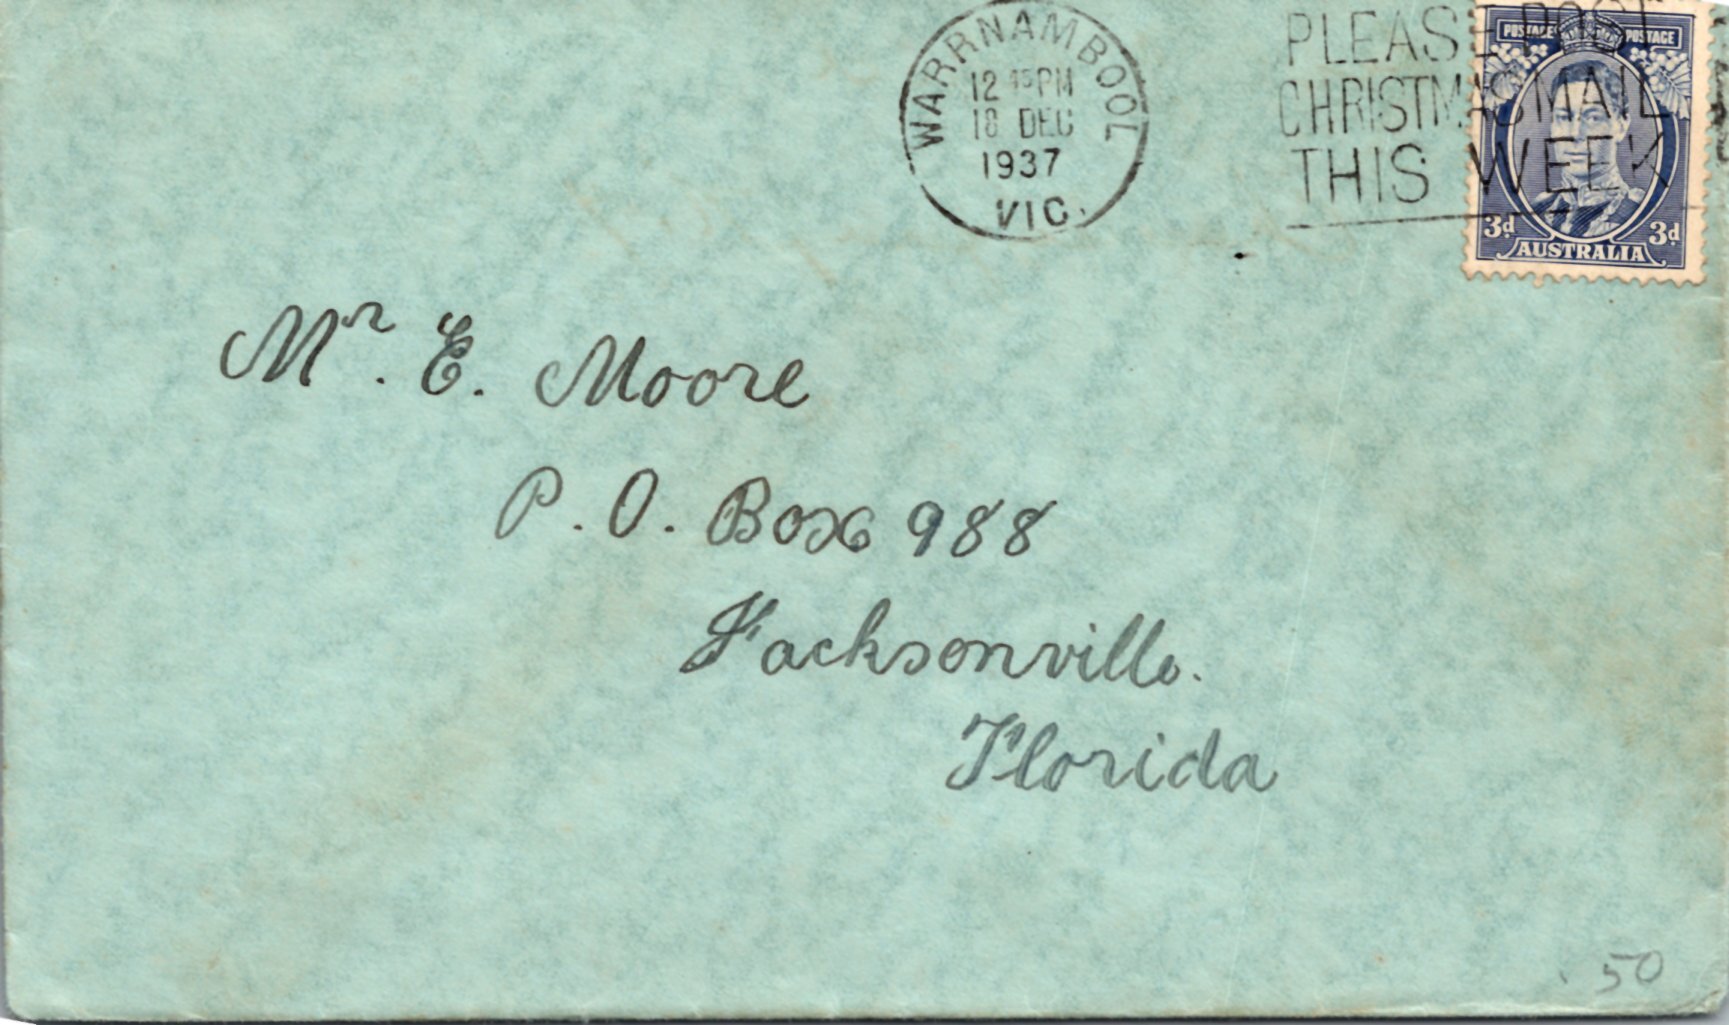 WARRNAMBOOL
12 45 PM
18 DEC
1937
VIC.
PLEASE POST
CHRISTMAS MAIL
THIS WEEK
POSTAGE POSTAGE
3d 3d
AUSTRALIA
Mr. E. Moore
P. O. Box 988
Jacksonville.
Florida
.50